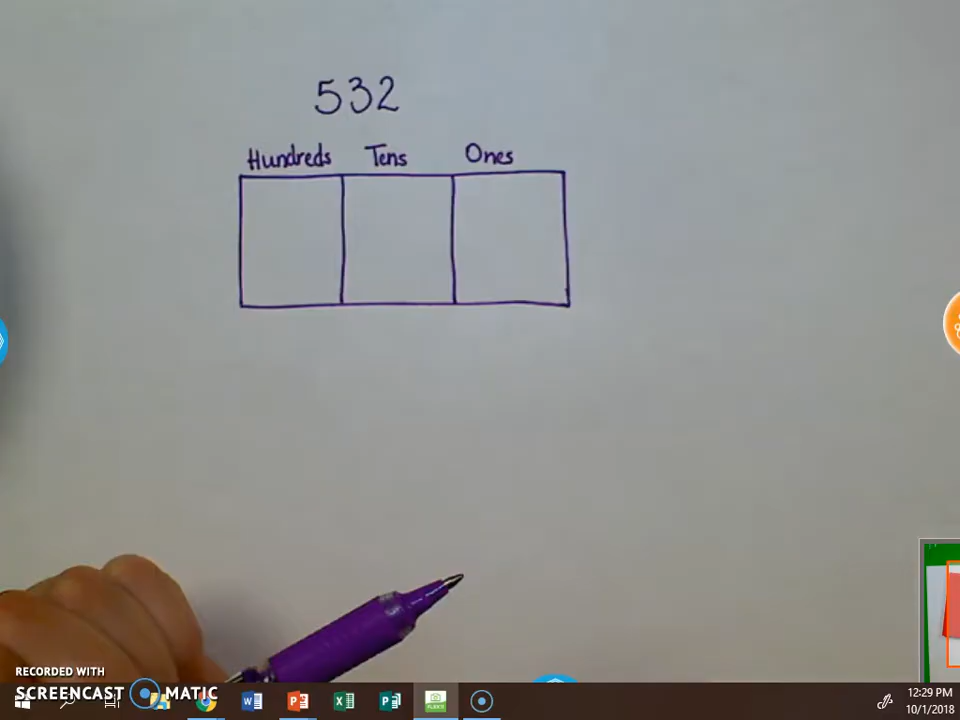 532
Hundreds Tens Ones
RECORDED WITH
SCREENCAST MATIC
12:29 PM
10/1/2018